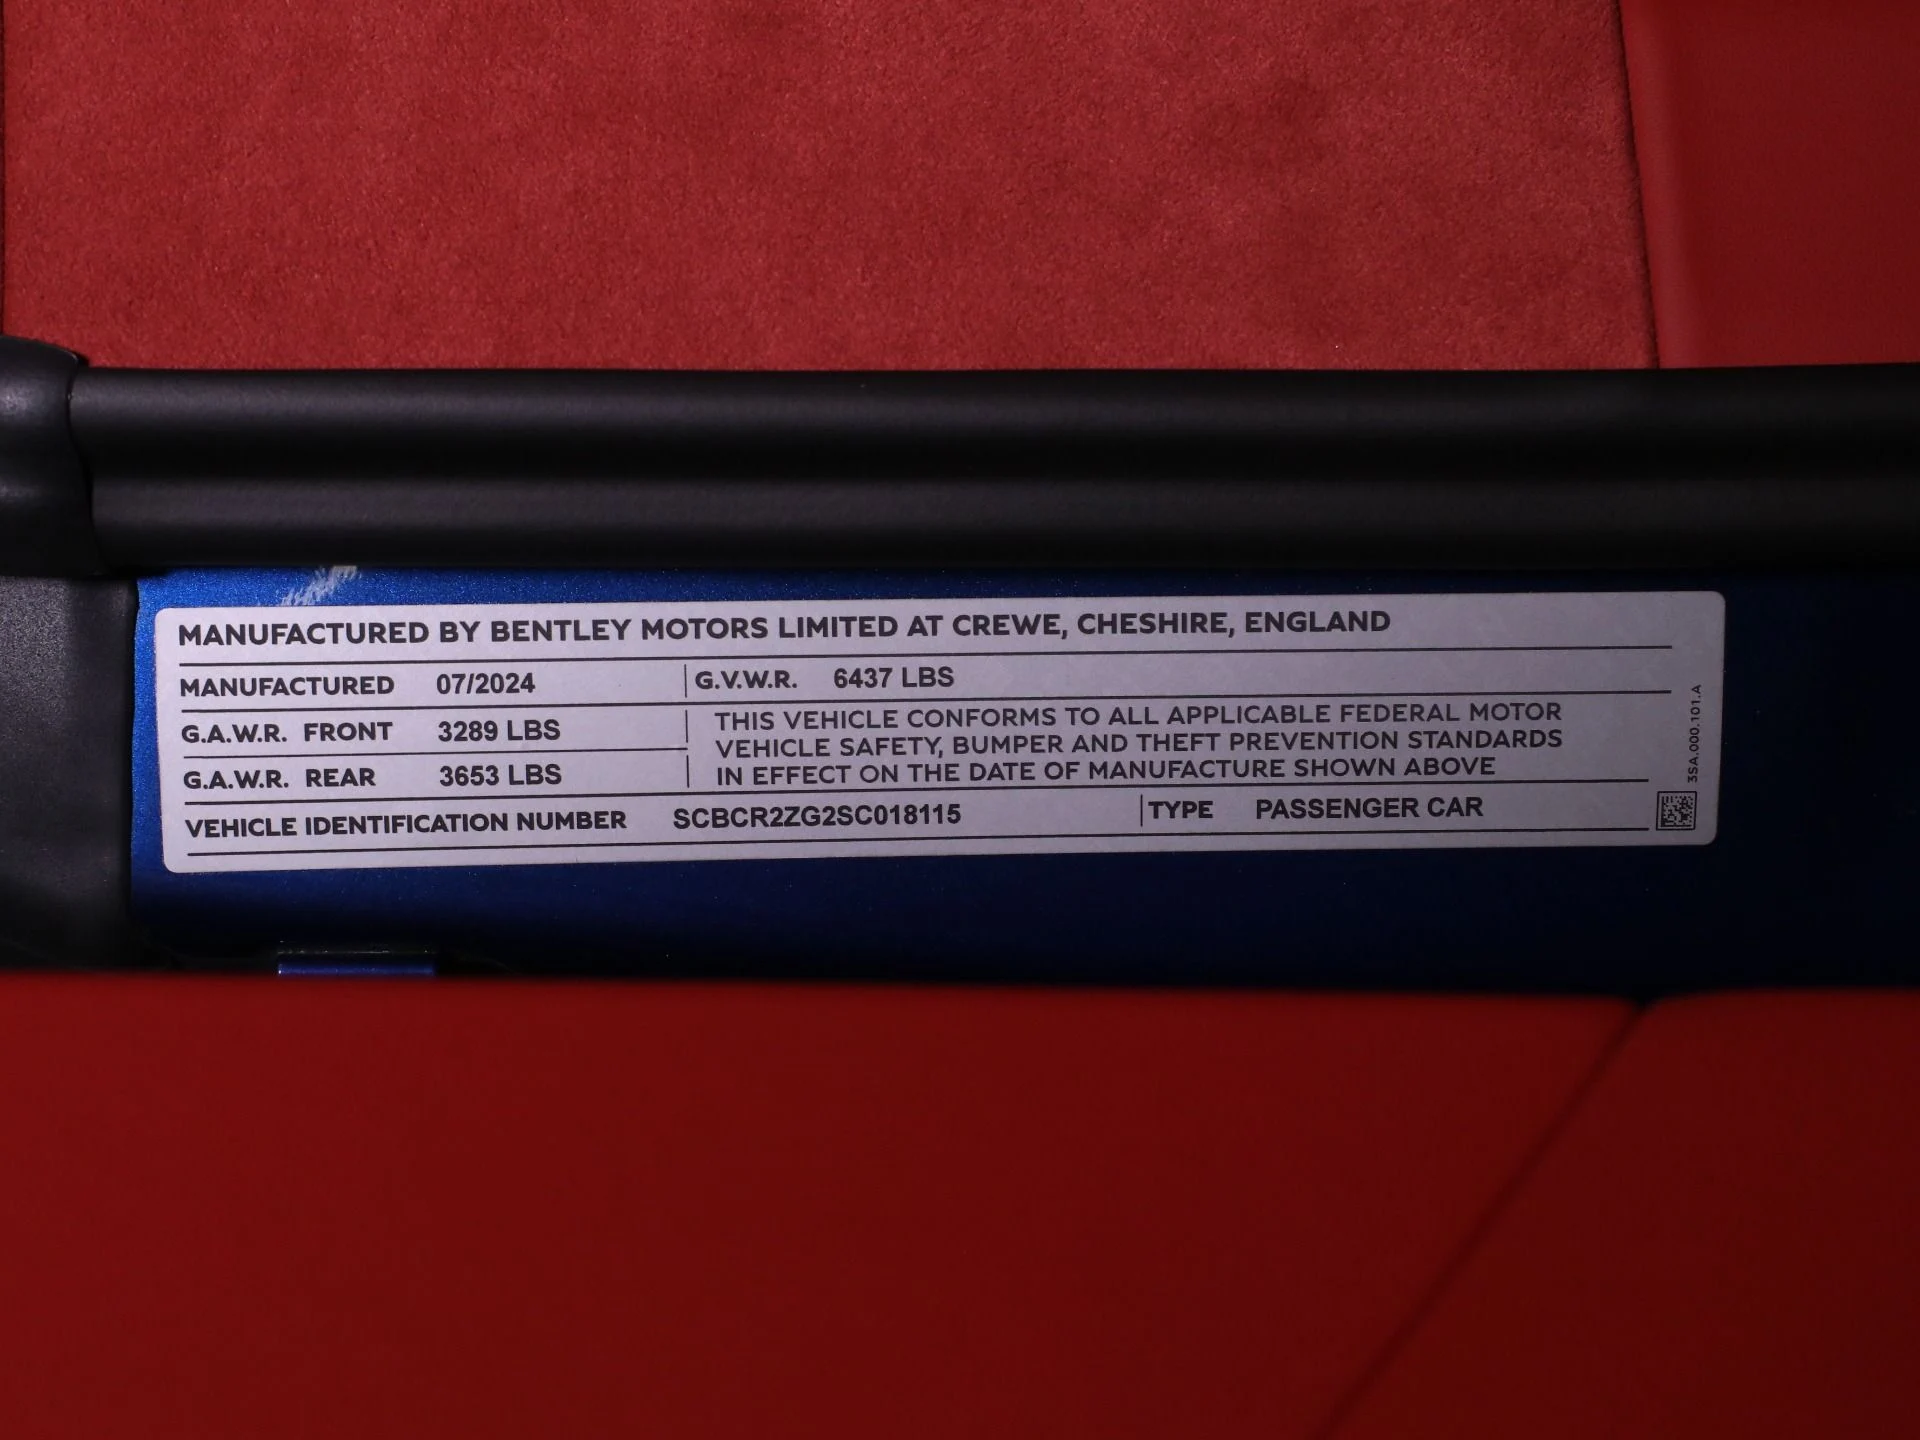 MANUFACTURED BY BENTLEY MOTORS LIMITED AT CREWE, CHESHIRE, ENGLAND
MANUFACTURED 07/2024 G.V.W.R. 6437 LBS
G.A.W.R. FRONT 3289 LBS
G.A.W.R. REAR 3653 LBS
THIS VEHICLE CONFORMS TO ALL APPLICABLE FEDERAL MOTOR
VEHICLE SAFETY, BUMPER AND THEFT PREVENTION STANDARDS
IN EFFECT ON THE DATE OF MANUFACTURE SHOWN ABOVE
VEHICLE IDENTIFICATION NUMBER SCBCR2ZG2SC018115 TYPE PASSENGER CAR
3SA.000.101.A